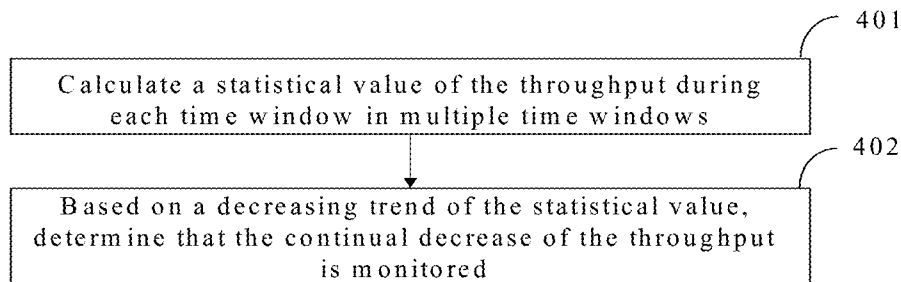 401
Calculate a statistical value of the throughput during
each time window in multiple time windows
402
Based on a decreasing trend of the statistical value,
determine that the continual decrease of the throughput
is monitored